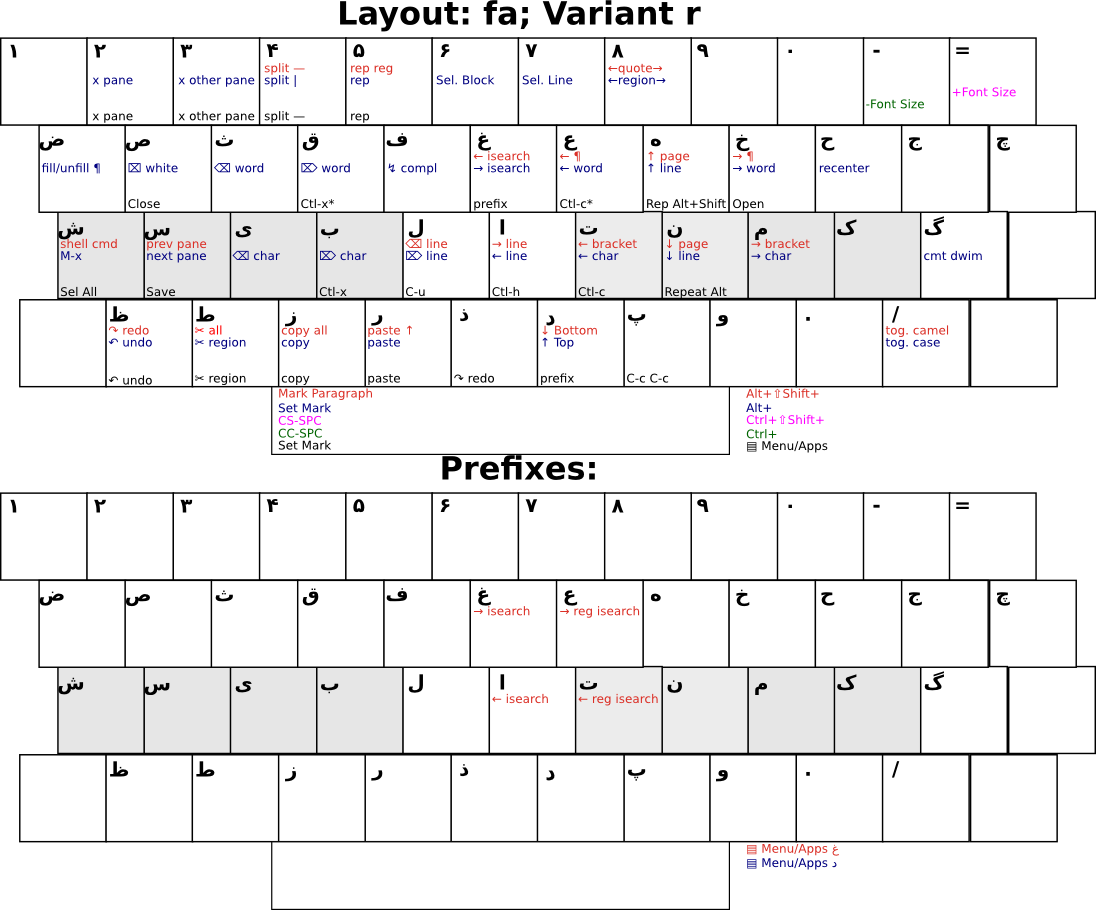 Layout: fa; Variant r
۱ ۲ ۳ ۴ ۵ ۶ ۷ ۸ ۹ ۰ - =
split — rep reg ←quote→
x pane x other pane split | rep Sel. Block Sel. Line ←region→
+Font Size
-Font Size
x pane x other pane split — rep
ض ص ث ق ف غ ع ه خ ح ج چ
← isearch ← ¶ ↑ page → ¶
fill/unfill ¶ ⌧ white ⌫ word ⌦ word ↯ compl → isearch ← word ↑ line → word recenter
Close Ctl-x* prefix Ctl-c* Rep Alt+Shift Open
ش س ی ب ل ا ت ن م ک گ
shell cmd prev pane ⌫ line → line ← bracket ↓ page → bracket
M-x next pane ⌫ char ⌦ char ⌦ line ← line ← char ↓ line → char cmt dwim
Sel All Save Ctl-x C-u Ctl-h Ctl-c Repeat Alt
ظ ط ز ر ذ د پ و . /
↷ redo ✂ all copy all paste ↑ ↓ Bottom tog. camel
↶ undo ✂ region copy paste ↑ Top tog. case
↶ undo ✂ region copy paste ↷ redo prefix C-c C-c
Mark Paragraph Alt+⇧Shift+
Set Mark Alt+
CS-SPC Ctrl+⇧Shift+
CC-SPC Ctrl+
Set Mark ▤ Menu/Apps
Prefixes:
۱ ۲ ۳ ۴ ۵ ۶ ۷ ۸ ۹ ۰ - =
ض ص ث ق ف غ ع ه خ ح ج چ
→ isearch → reg isearch
ش س ی ب ل ا ت ن م ک گ
← isearch ← reg isearch
ظ ط ز ر ذ د پ و . /
▤ Menu/Apps غ
▤ Menu/Apps د